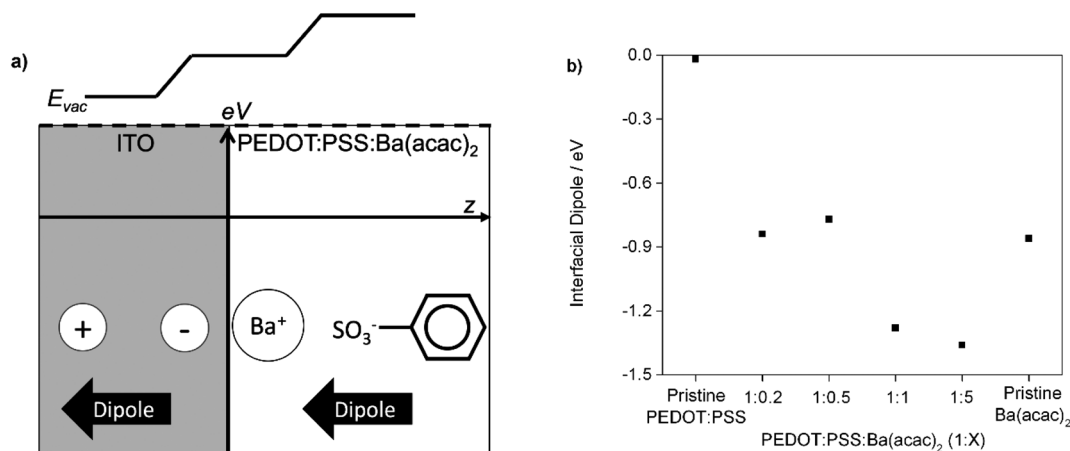 a)
E_vac
eV
ITO
PEDOT:PSS:Ba(acac)₂
z
+
-
Ba⁺
SO₃⁻
Dipole
Dipole
b)
Interfacial Dipole / eV
0.0
-0.3
-0.6
-0.9
-1.2
-1.5
Pristine
PEDOT:PSS
1:0.2
1:0.5
1:1
1:5
Pristine
Ba(acac)₂
PEDOT:PSS:Ba(acac)₂ (1:X)